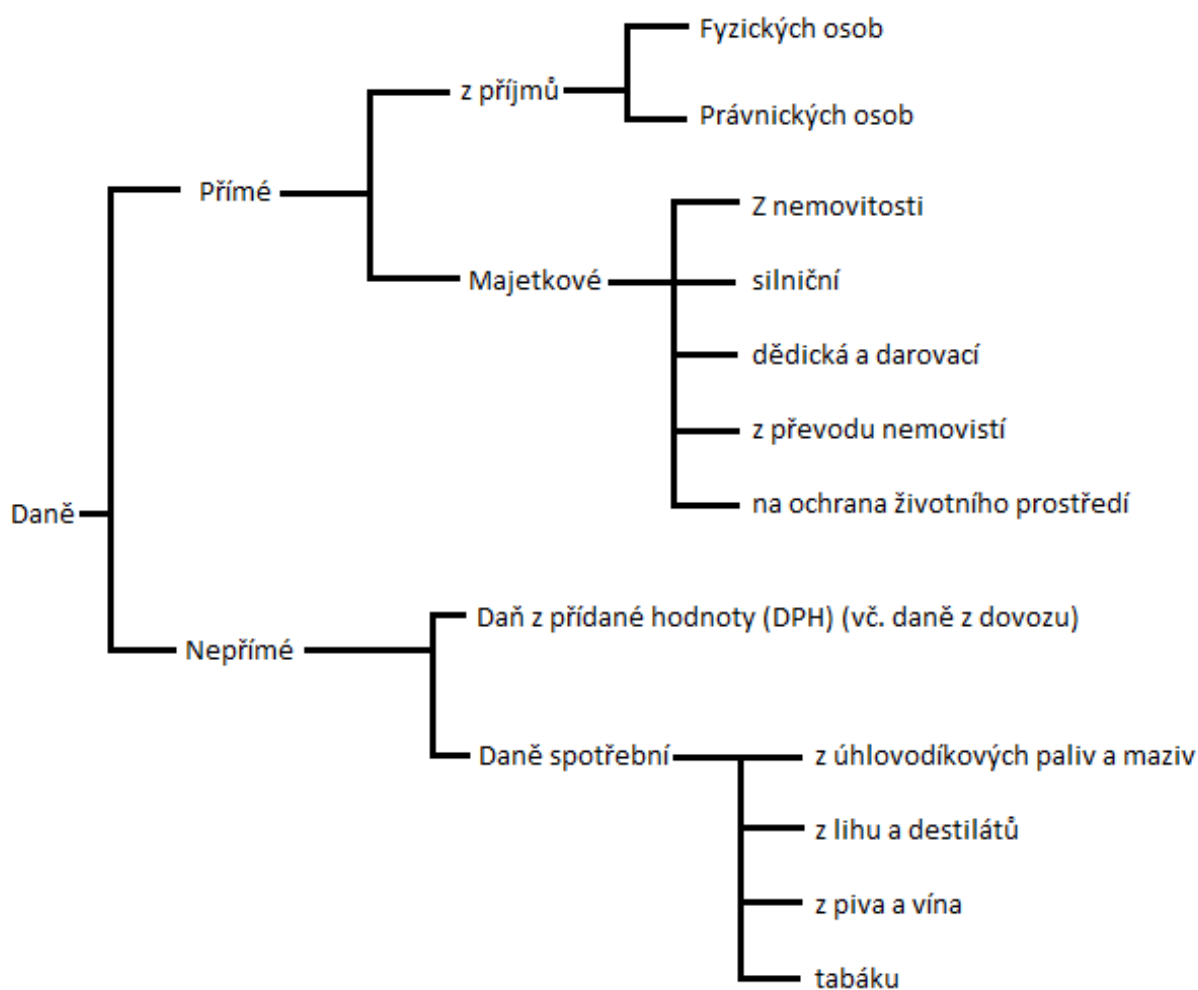 Fyzických osob
z příjmů
Právnických osob
Přímé
Z nemovitosti
Majetkové
silniční
dědická a darovací
z převodu nemovistí
na ochrana životního prostředí
Daně
Daň z přídané hodnoty (DPH) (vč. daně z dovozu)
Nepřímé
Daně spotřební
z úhlovodíkových paliv a maziv
z lihu a destilátů
z piva a vína
tabáku